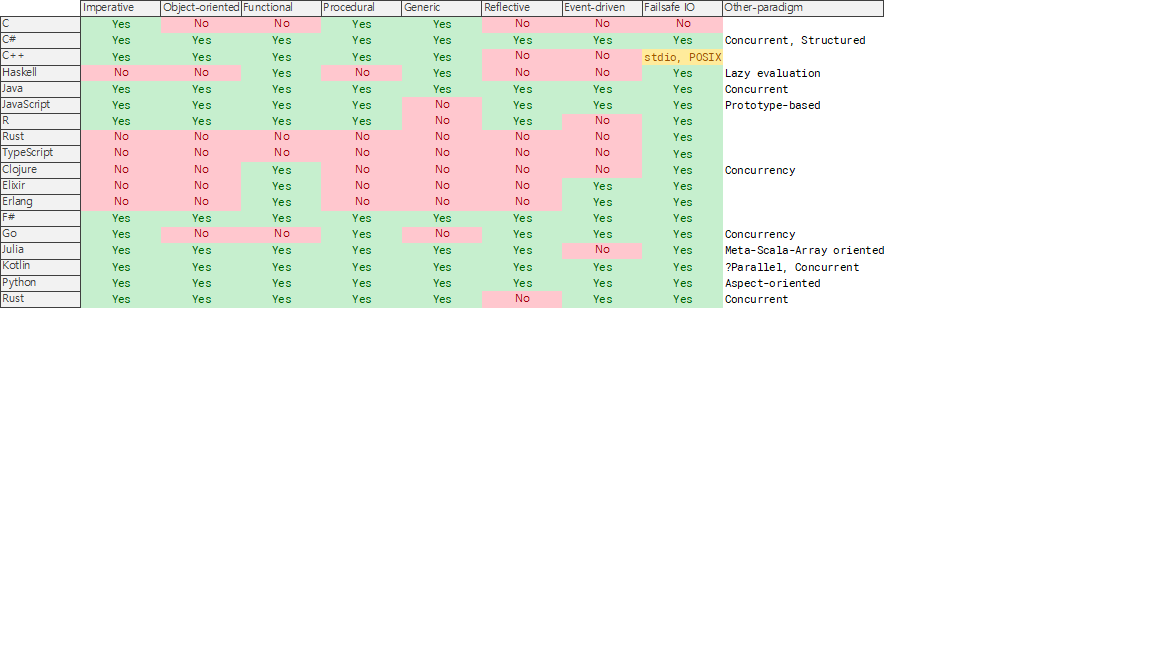 Imperative Object-oriented Functional Procedural Generic Reflective Event-driven Failsafe IO Other-paradigm
C Yes No No Yes Yes No No No
C# Yes Yes Yes Yes Yes Yes Yes Yes Concurrent, Structured
C++ Yes Yes Yes Yes Yes No No stdio, POSIX
Haskell No No Yes No Yes No No Yes Lazy evaluation
Java Yes Yes Yes Yes Yes Yes Yes Yes Concurrent
JavaScript Yes Yes Yes Yes No Yes Yes Yes Prototype-based
R Yes Yes Yes Yes No Yes No Yes
Rust No No No No No No No Yes
TypeScript No No No No No No No Yes
Clojure No No Yes No No No No Yes Concurrency
Elixir No No Yes No No No Yes Yes
Erlang No No Yes No No No Yes Yes
F# Yes Yes Yes Yes Yes Yes Yes Yes
Go Yes No No Yes No Yes Yes Yes Concurrency
Julia Yes Yes Yes Yes Yes Yes No Yes Meta-Scala-Array oriented
Kotlin Yes Yes Yes Yes Yes Yes Yes Yes ?Parallel, Concurrent
Python Yes Yes Yes Yes Yes Yes Yes Yes Aspect-oriented
Rust Yes Yes Yes Yes Yes No Yes Yes Concurrent